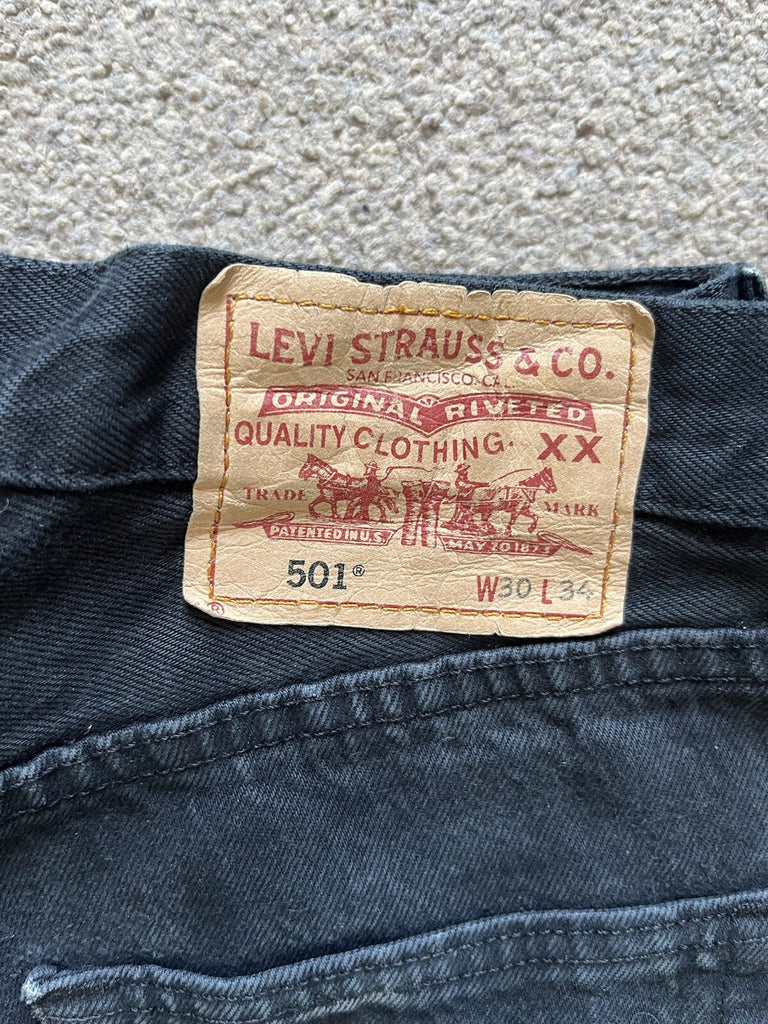 LEVI STRAUSS & CO.
SAN FRANCISCO, CAL.
ORIGINAL RIVETED
QUALITY CLOTHING. XX
TRADE MARK
PATENTED IN U.S. MAY 20 1873
501® W30 L34
®